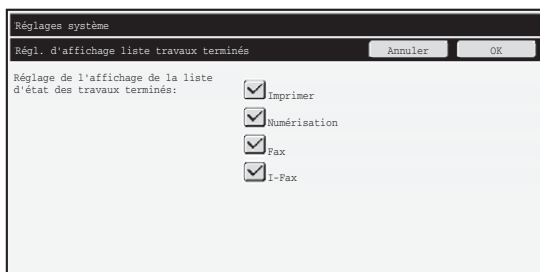 Réglages système
Régl. d'affichage liste travaux terminés
Annuler
OK
Réglage de l'affichage de la liste
d'état des travaux terminés:
Imprimer
Numérisation
Fax
I-Fax